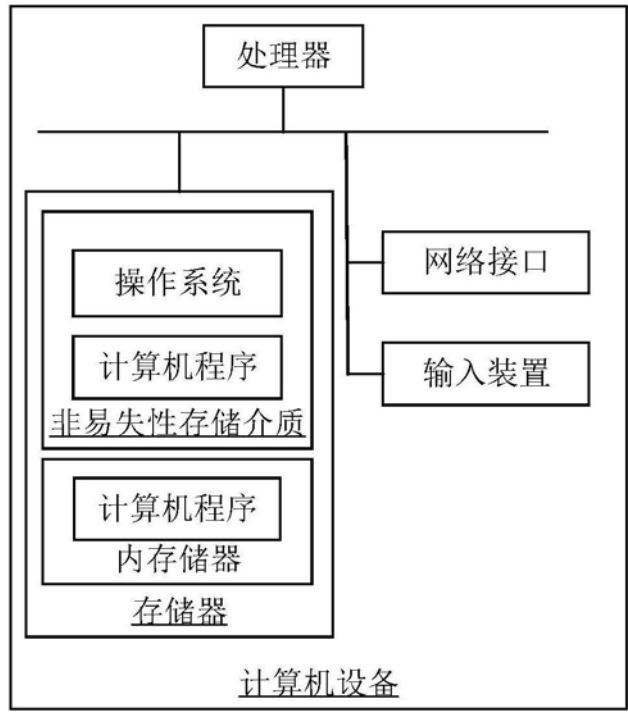 处理器
网络接口
操作系统
计算机程序
输入装置
非易失性存储介质
计算机程序
内存储器
存储器
计算机设备